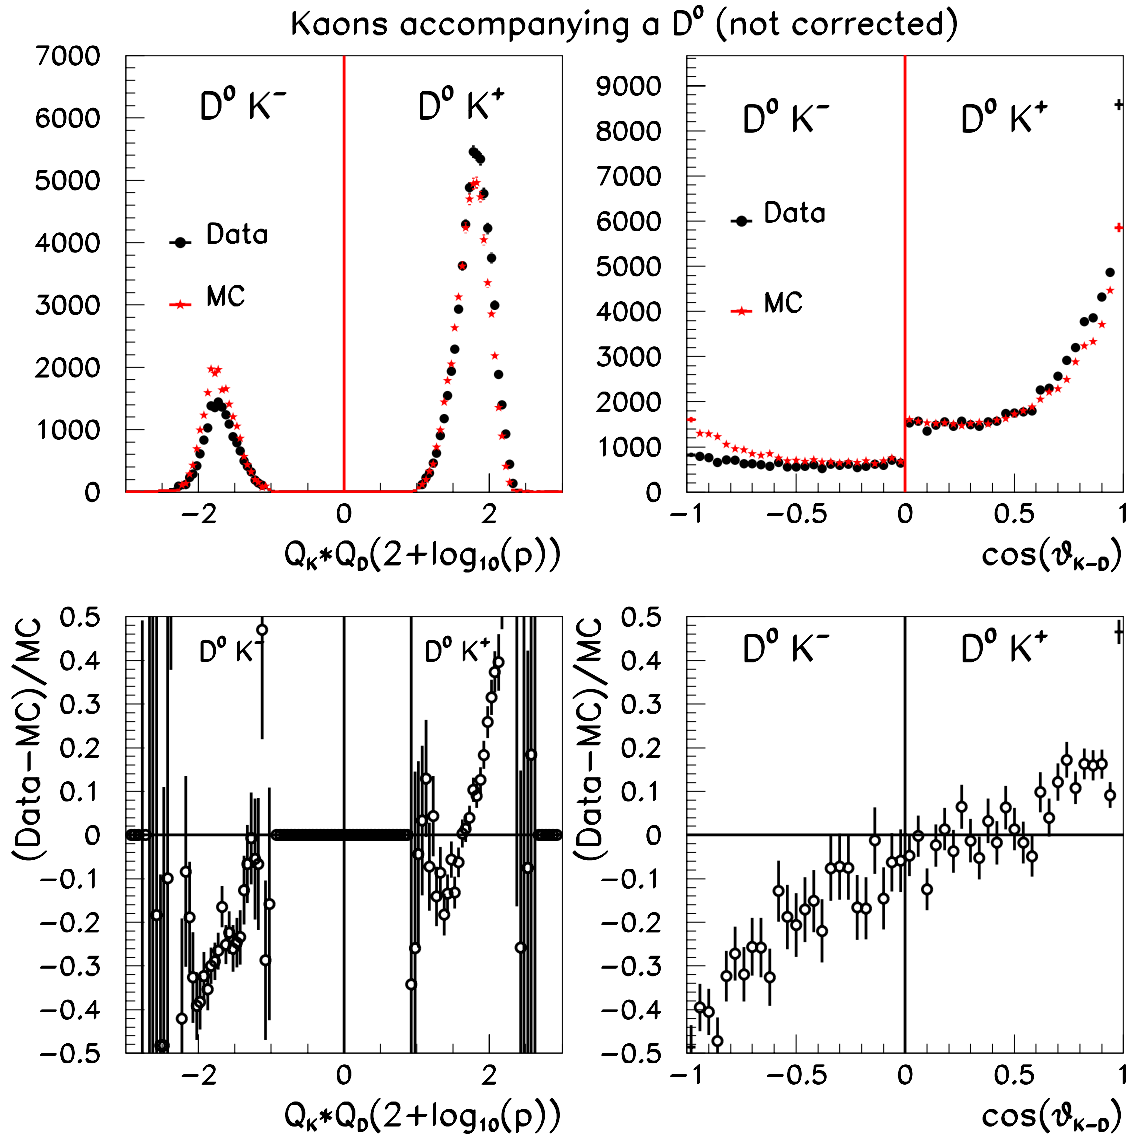 Kaons accompanying a D⁰ (not corrected)
7000
6000
5000
4000
3000
2000
1000
0
D⁰ K⁻
D⁰ K⁺
Data
MC
−2
0
2
Q_K*Q_D(2+log₁₀(p))
9000
8000
7000
6000
5000
4000
3000
2000
1000
0
D⁰ K⁻
D⁰ K⁺
Data
MC
−1
−0.5
0
0.5
1
cos(ϑ_K−D)
(Data−MC)/MC
0.5
0.4
0.3
0.2
0.1
0
−0.1
−0.2
−0.3
−0.4
−0.5
D⁰ K⁻
D⁰ K⁺
−2
0
2
Q_K*Q_D(2+log₁₀(p))
(Data−MC)/MC
0.5
0.4
0.3
0.2
0.1
0
−0.1
−0.2
−0.3
−0.4
−0.5
D⁰ K⁻
D⁰ K⁺
−1
−0.5
0
0.5
1
cos(ϑ_K−D)